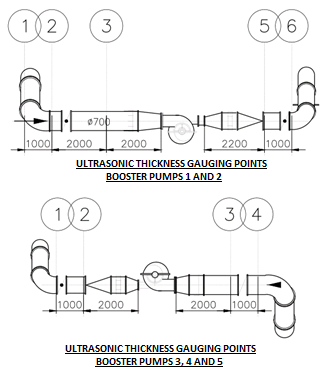 1 2 3 5 6
ø700
1000 2000 2000 2200 1000
ULTRASONIC THICKNESS GAUGING POINTS
BOOSTER PUMPS 1 AND 2
1 2 3 4
1000 2000 2000 1000
ULTRASONIC THICKNESS GAUGING POINTS
BOOSTER PUMPS 3, 4 AND 5